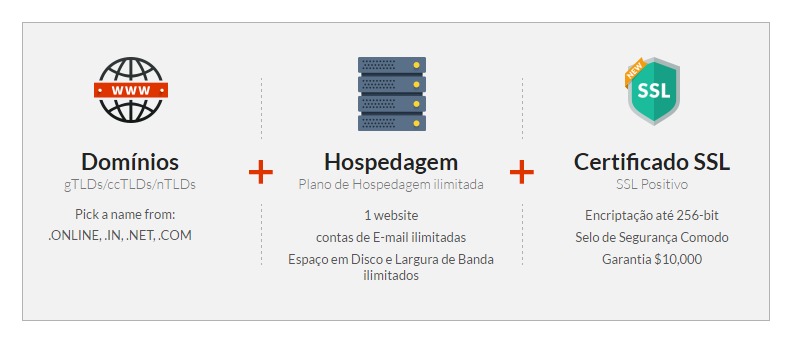 WWW
Domínios
gTLDs/ccTLDs/nTLDs
Pick a name from:
.ONLINE, .IN, .NET, .COM
+
Hospedagem
Plano de Hospedagem ilimitada
1 website
contas de E-mail ilimitadas
Espaço em Disco e Largura de Banda
ilimitados
+
NEW
SSL
Certificado SSL
SSL Positivo
Encriptação até 256-bit
Selo de Segurança Comodo
Garantia $10,000